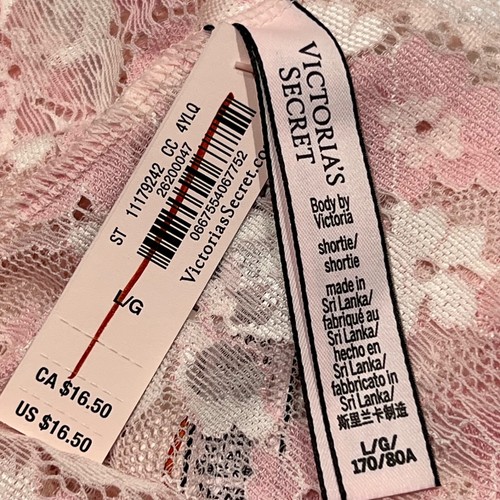 ST 11179242 CC 4YLQ
26200047
0667554067752
VictoriasSecret.co
L/G
CA $16.50
US $16.50
VICTORIA'S
SECRET
Body by
Victoria
shortie/
shortie
made in
Sri Lanka/
fabriqué au
Sri Lanka/
hecho en
Sri Lanka/
fabbricato in
Sri Lanka/
斯里兰卡制造
L/G/
170/80A